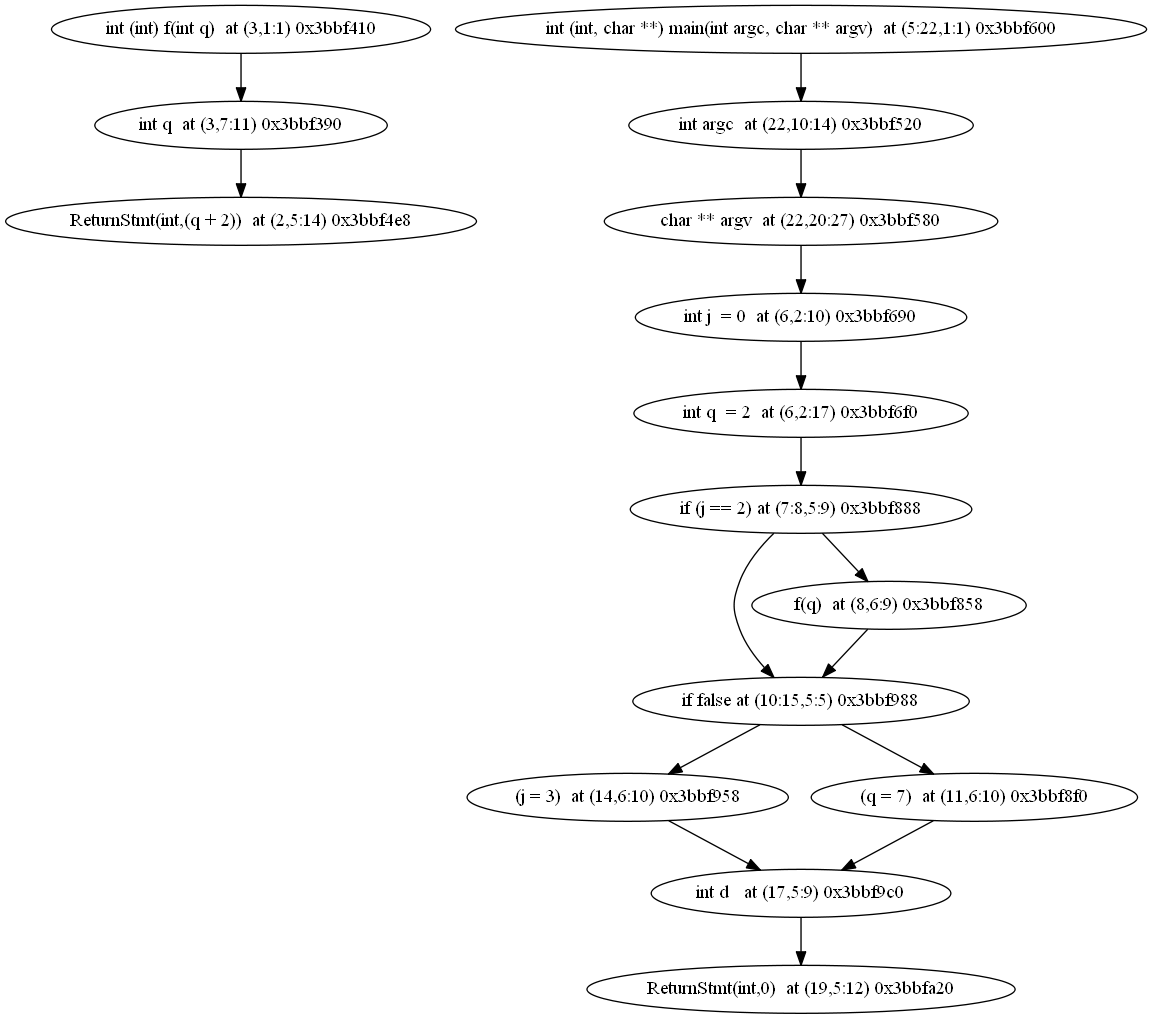 int (int) f(int q)  at (3,1:1) 0x3bbf410
int q  at (3,7:11) 0x3bbf390
ReturnStmt(int,(q + 2))  at (2,5:14) 0x3bbf4e8
int (int, char **) main(int argc, char ** argv)  at (5:22,1:1) 0x3bbf600
int argc  at (22,10:14) 0x3bbf520
char ** argv  at (22,20:27) 0x3bbf580
int j  = 0  at (6,2:10) 0x3bbf690
int q  = 2  at (6,2:17) 0x3bbf6f0
if (j == 2) at (7:8,5:9) 0x3bbf888
f(q)  at (8,6:9) 0x3bbf858
if false at (10:15,5:5) 0x3bbf988
(j = 3)  at (14,6:10) 0x3bbf958
(q = 7)  at (11,6:10) 0x3bbf8f0
int d   at (17,5:9) 0x3bbf9c0
ReturnStmt(int,0)  at (19,5:12) 0x3bbfa20